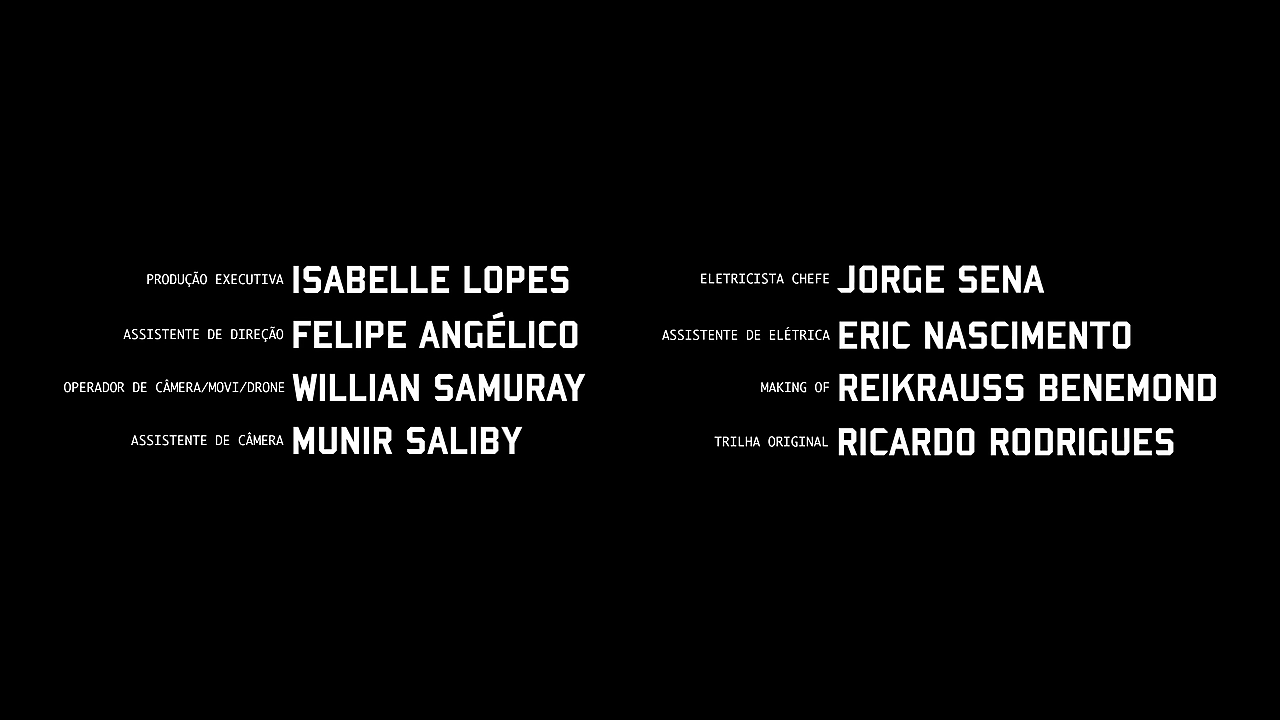 PRODUÇÃO EXECUTIVA ISABELLE LOPES
ASSISTENTE DE DIREÇÃO FELIPE ANGÉLICO
OPERADOR DE CÂMERA/MOVI/DRONE WILLIAN SAMURAY
ASSISTENTE DE CÂMERA MUNIR SALIBY
ELETRICISTA CHEFE JORGE SENA
ASSISTENTE DE ELÉTRICA ERIC NASCIMENTO
MAKING OF REIKRAUSS BENEMOND
TRILHA ORIGINAL RICARDO RODRIGUES